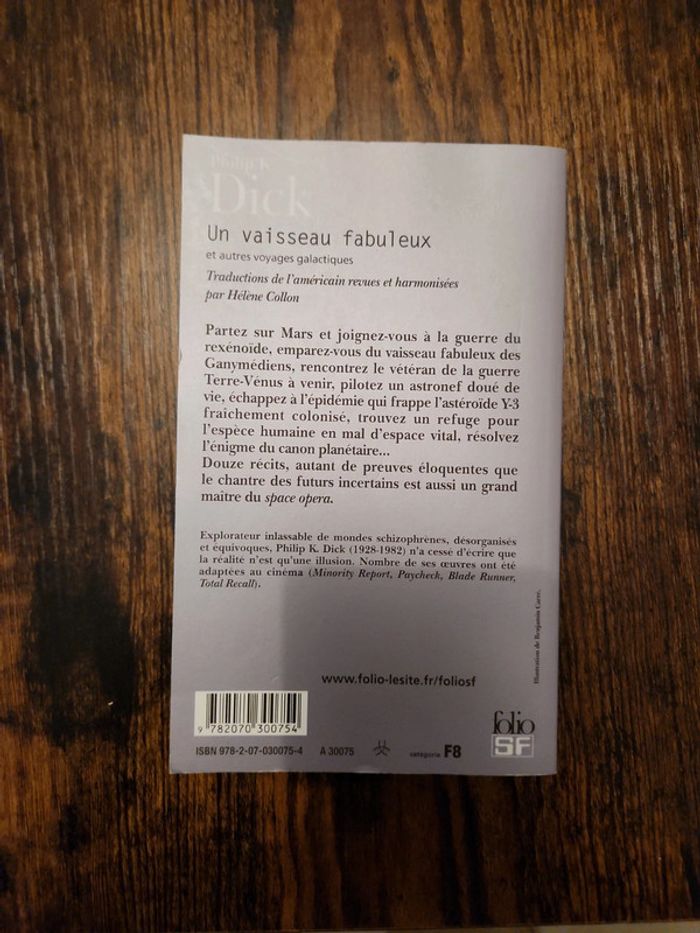 Philip K.
Dick
Un vaisseau fabuleux
et autres voyages galactiques
Traductions de l'américain revues et harmonisées
par Hélène Collon
Partez sur Mars et joignez-vous à la guerre du
rexénoïde, emparez-vous du vaisseau fabuleux des
Ganymédiens, rencontrez le vétéran de la guerre
Terre-Vénus à venir, pilotez un astronef doué de
vie, échappez à l'épidémie qui frappe l'astéroïde Y-3
fraîchement colonisé, trouvez un refuge pour
l'espèce humaine en mal d'espace vital, résolvez
l'énigme du canon planétaire...
Douze récits, autant de preuves éloquentes que
le chantre des futurs incertains est aussi un grand
maître du space opera.
Explorateur inlassable de mondes schizophrènes, désorganisés
et équivoques, Philip K. Dick (1928-1982) n'a cessé d'écrire que
la réalité n'est qu'une illusion. Nombre de ses œuvres ont été
adaptées au cinéma (Minority Report, Paycheck, Blade Runner,
Total Recall).
Illustration de Benjamin Carré.
www.folio-lesite.fr/foliosf
9 782070 300754
ISBN 978-2-07-030075-4 A 30075 catégorie F8
folio
SF